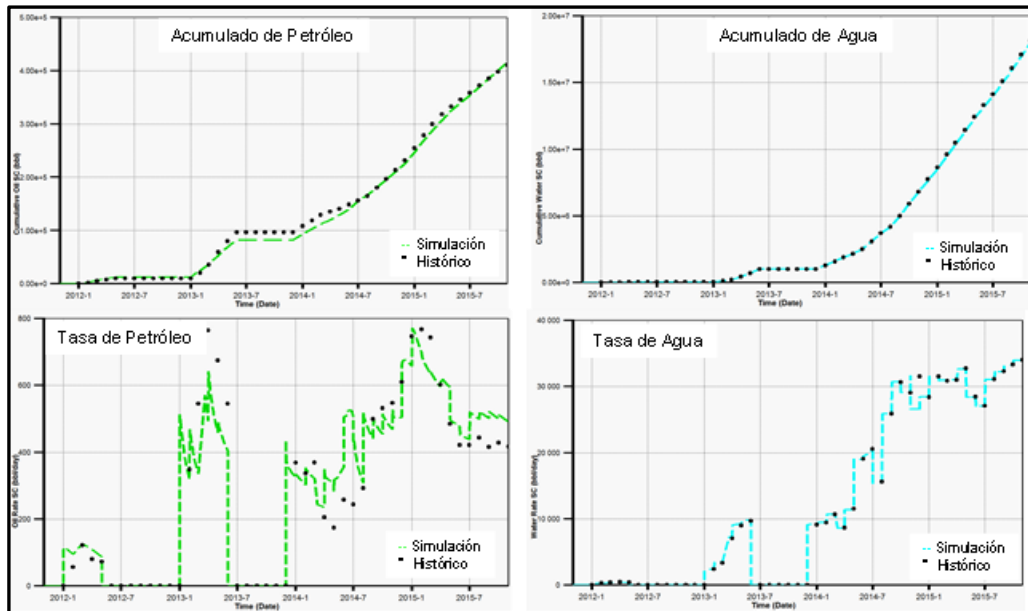 Acumulado de Petróleo
5.00e+5
4.00e+5
3.00e+5
2.00e+5
1.00e+5
0.00e+0
Cumulative Oil SC (bbl)
Simulación
Histórico
2012-1 2012-7 2013-1 2013-7 2014-1 2014-7 2015-1 2015-7
Time (Date)
Acumulado de Agua
2.00e+7
1.50e+7
1.00e+7
5.00e+6
0.00e+0
Cumulative Water SC (bbl)
Simulación
Histórico
2012-1 2012-7 2013-1 2013-7 2014-1 2014-7 2015-1 2015-7
Time (Date)
Tasa de Petróleo
800
600
400
200
0
Oil Rate SC (bbl/day)
Simulación
Histórico
2012-1 2012-7 2013-1 2013-7 2014-1 2014-7 2015-1 2015-7
Time (Date)
Tasa de Agua
40 000
30 000
20 000
10 000
0
Water Rate SC (bbl/day)
Simulación
Histórico
2012-1 2012-7 2013-1 2013-7 2014-1 2014-7 2015-1 2015-7
Time (Date)